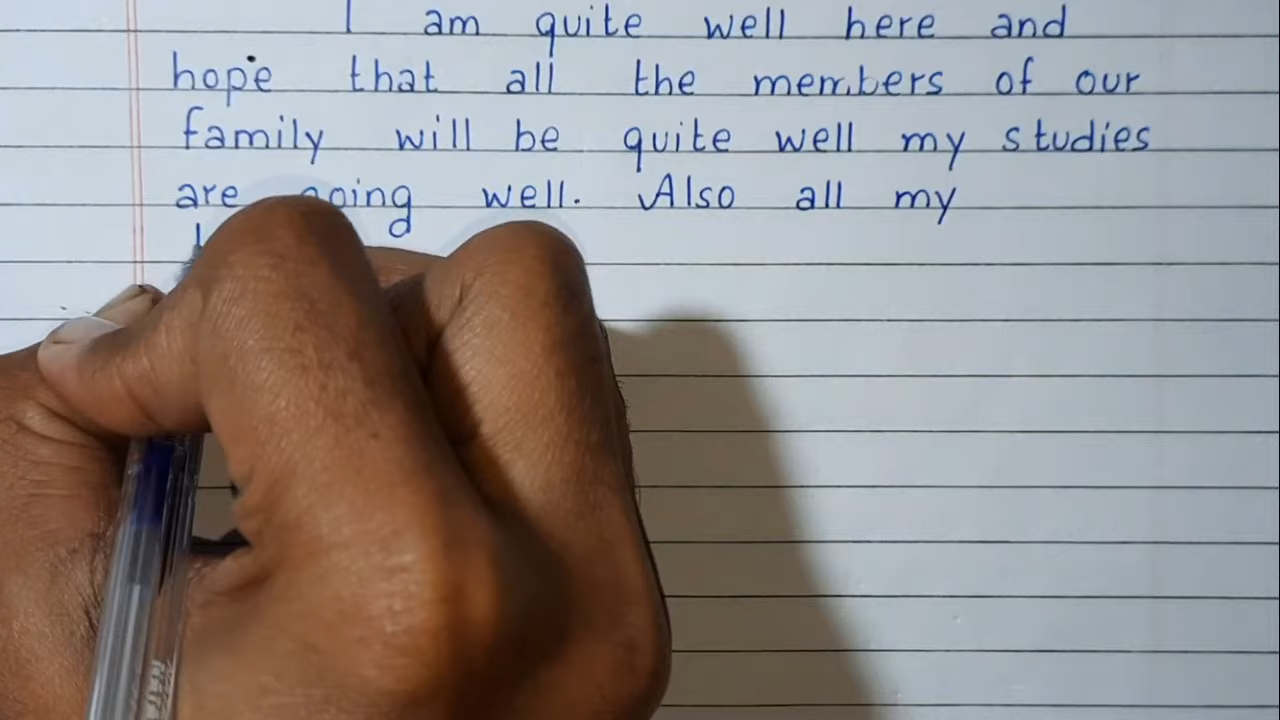 I am quite well here and
hope that all the members of our
family will be quite well my studies
are going well. Also all my